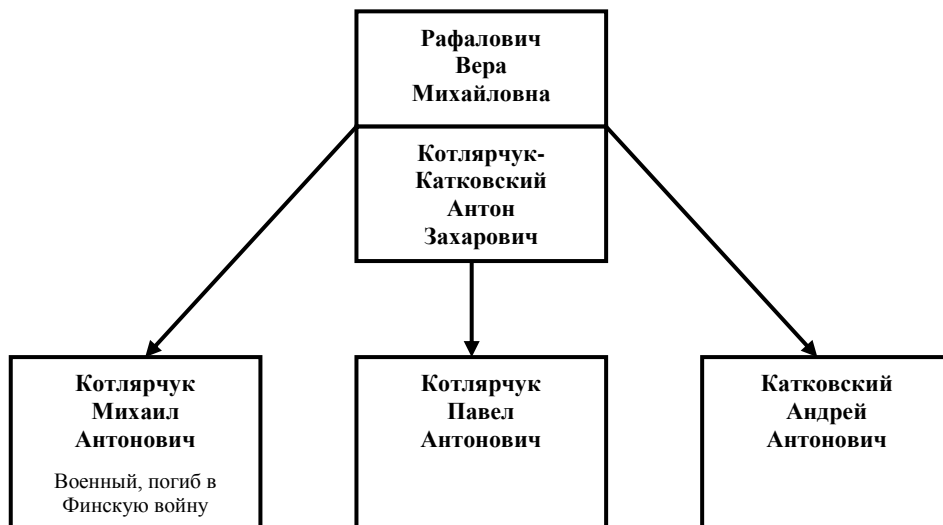 Рафалович
Вера
Михайловна
Котлярчук-
Катковский
Антон
Захарович
Котлярчук
Михаил
Антонович
Военный, погиб в
Финскую войну
Котлярчук
Павел
Антонович
Катковский
Андрей
Антонович